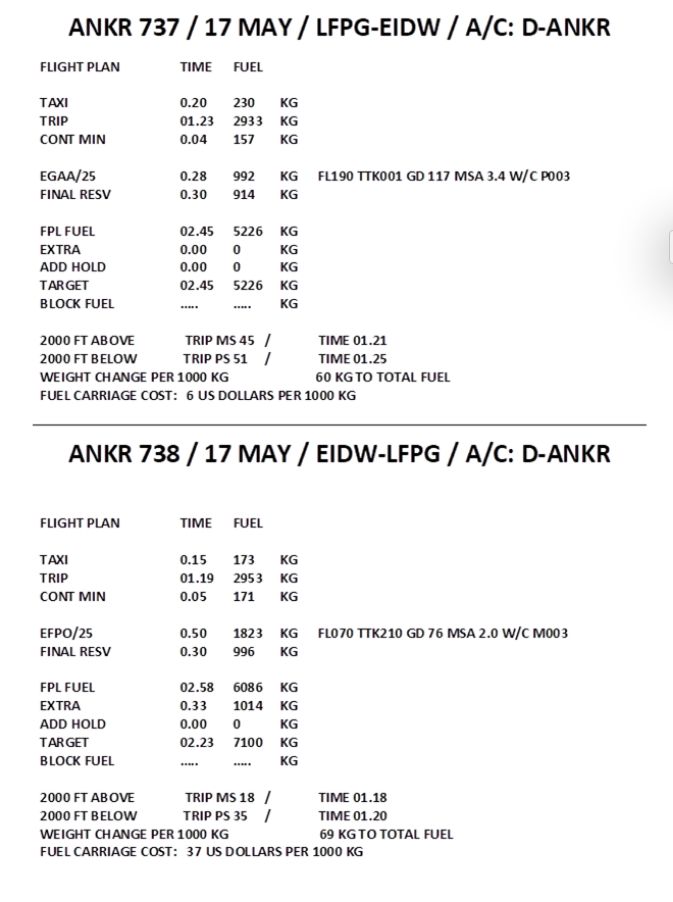 ANKR 737 / 17 MAY / LFPG-EIDW / A/C: D-ANKR
FLIGHT PLAN TIME FUEL
TAXI 0.20 230 KG
TRIP 01.23 2933 KG
CONT MIN 0.04 157 KG
EGAA/25 0.28 992 KG FL190 TTK001 GD 117 MSA 3.4 W/C P003
FINAL RESV 0.30 914 KG
FPL FUEL 02.45 5226 KG
EXTRA 0.00 0 KG
ADD HOLD 0.00 0 KG
TARGET 02.45 5226 KG
BLOCK FUEL ..... ..... KG
2000 FT ABOVE TRIP MS 45 / TIME 01.21
2000 FT BELOW TRIP PS 51 / TIME 01.25
WEIGHT CHANGE PER 1000 KG 60 KG TO TOTAL FUEL
FUEL CARRIAGE COST: 6 US DOLLARS PER 1000 KG
ANKR 738 / 17 MAY / EIDW-LFPG / A/C: D-ANKR
FLIGHT PLAN TIME FUEL
TAXI 0.15 173 KG
TRIP 01.19 2953 KG
CONT MIN 0.05 171 KG
EFPO/25 0.50 1823 KG FL070 TTK210 GD 76 MSA 2.0 W/C M003
FINAL RESV 0.30 996 KG
FPL FUEL 02.58 6086 KG
EXTRA 0.33 1014 KG
ADD HOLD 0.00 0 KG
TARGET 02.23 7100 KG
BLOCK FUEL ..... ..... KG
2000 FT ABOVE TRIP MS 18 / TIME 01.18
2000 FT BELOW TRIP PS 35 / TIME 01.20
WEIGHT CHANGE PER 1000 KG 69 KG TO TOTAL FUEL
FUEL CARRIAGE COST: 37 US DOLLARS PER 1000 KG